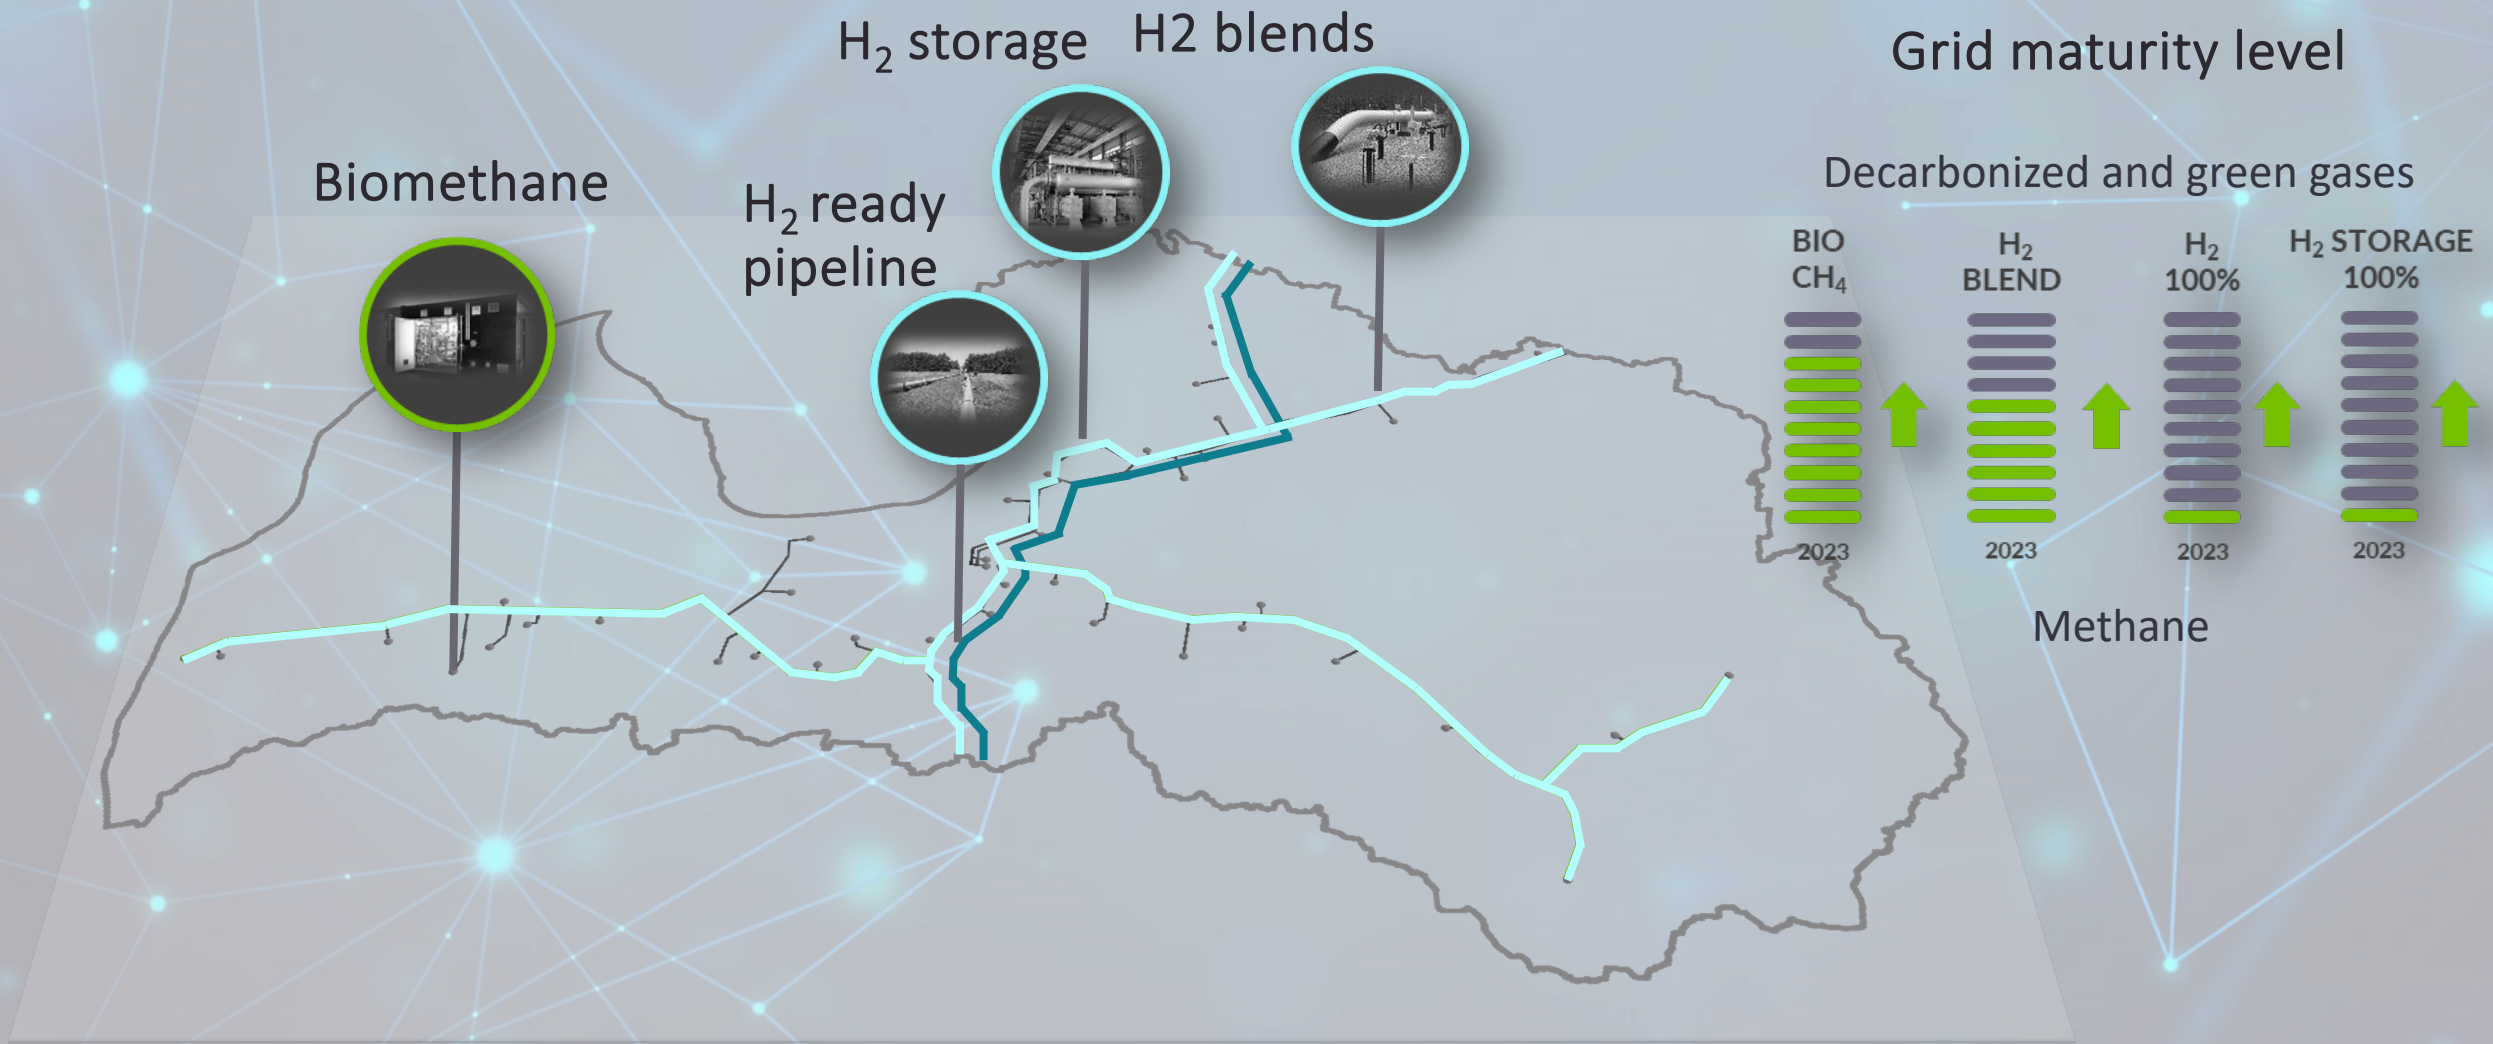 H₂ storage
H2 blends
Grid maturity level
Biomethane
H₂ ready
pipeline
Decarbonized and green gases
BIO
CH₄
H₂
BLEND
H₂
100%
H₂ STORAGE
100%
2023
2023
2023
2023
Methane